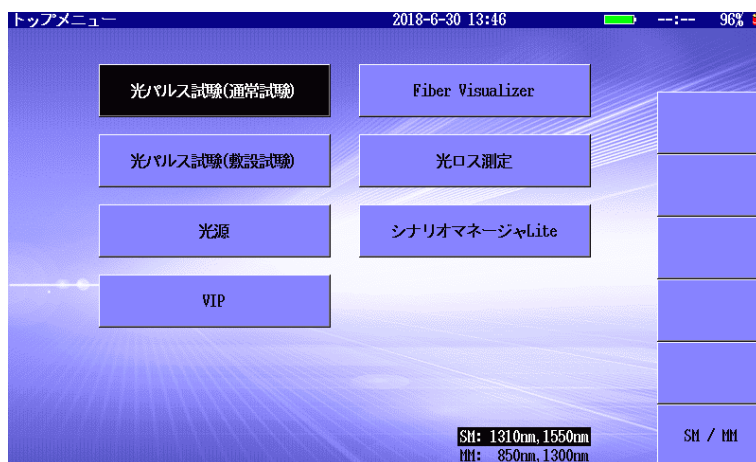 トップメニュー 2018-6-30 13:46 --:-- 96%
光パルス試験(通常試験) Fiber Visualizer
光パルス試験(敷設試験) 光ロス測定
光源 シナリオマネージャLite
VIP
SM: 1310nm,1550nm
MM: 850nm,1300nm
SM / MM